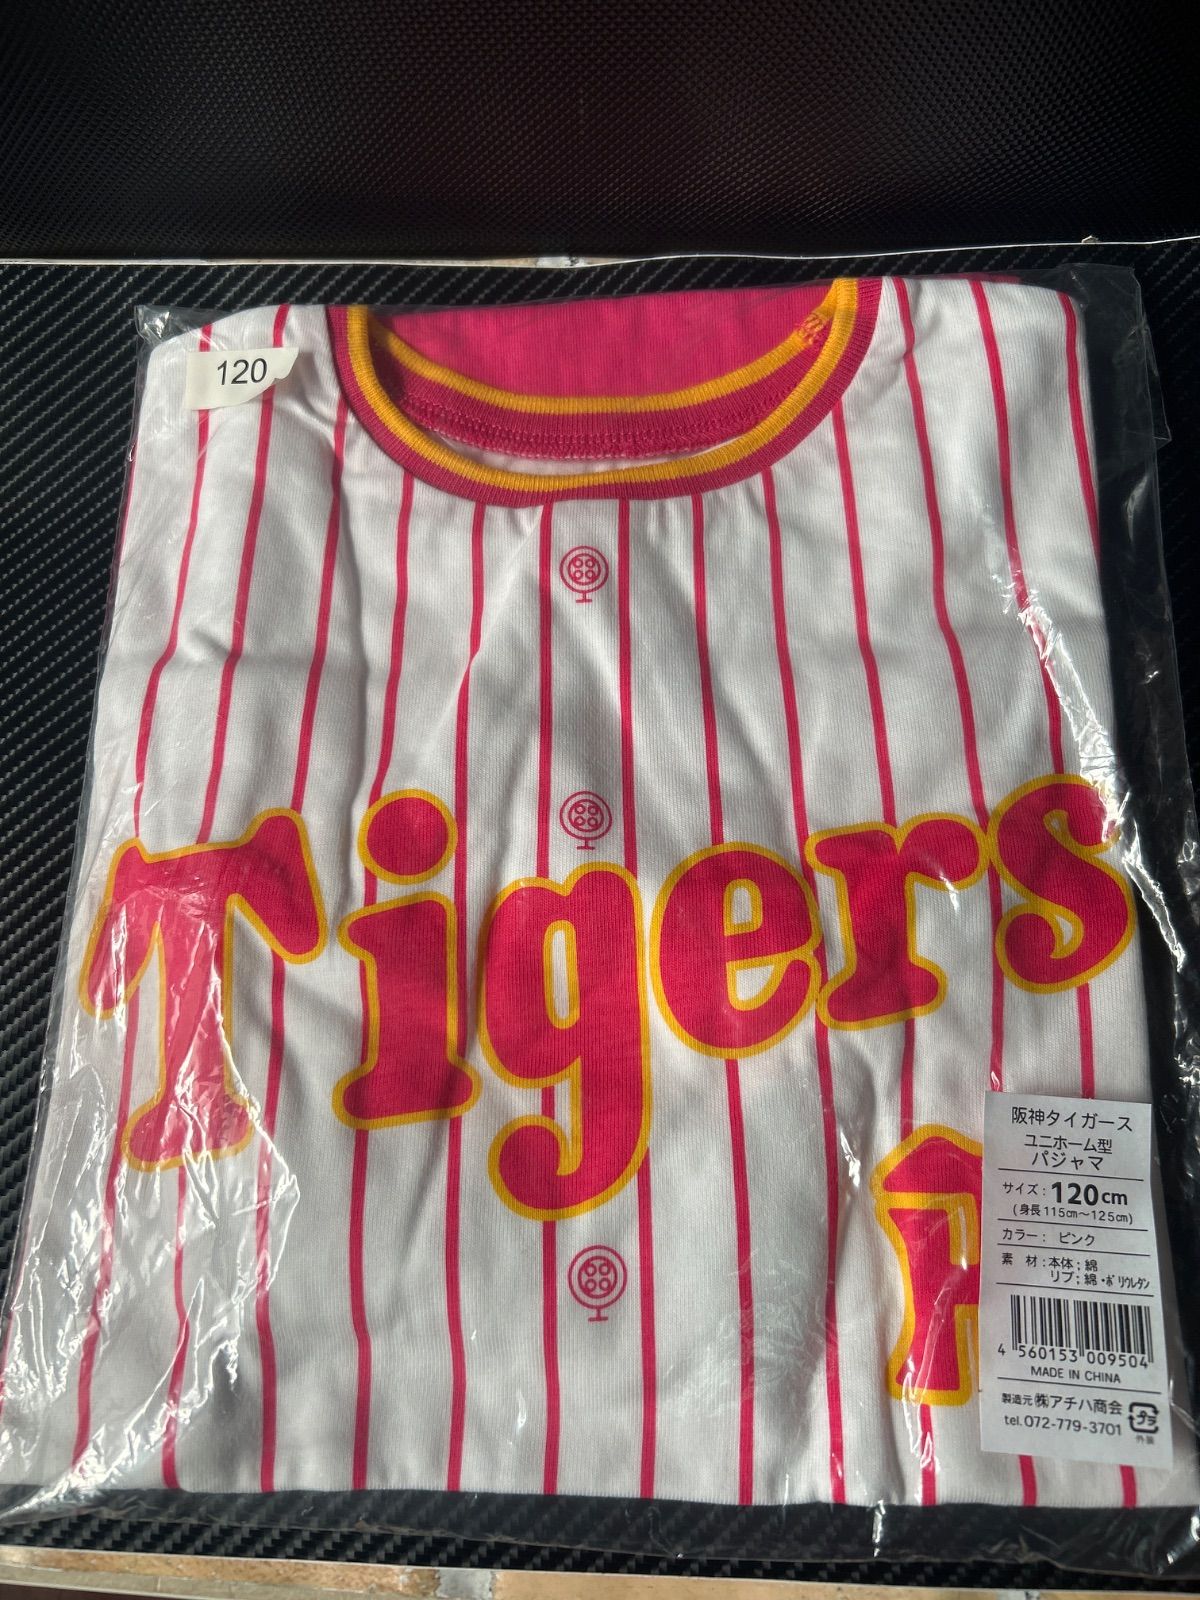 120
Tigers
阪神タイガース
ユニホーム型
パジャマ
サイズ：120cm
(身長115cm～125cm)
カラー： ピンク
素 材：本体；綿
リブ；綿・ポリウレタン
4 560153 009504
MADE IN CHINA
製造元 ㈱アチハ商会
tel.072-779-3701
プラ
外装